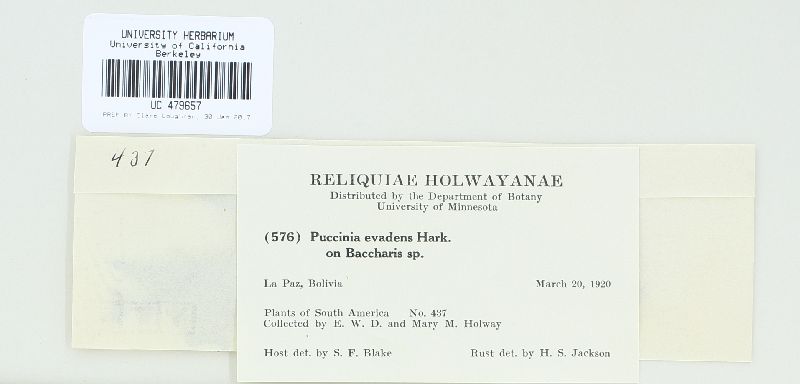 UNIVERSITY HERBARIUM
University of California
Berkeley
UC 479657
437
RELIQUIAE HOLWAYANAE
Distributed by the Department of Botany
University of Minnesota
(576) Puccinia evadens Hark.
on Baccharis sp.
La Paz, Bolivia March 20, 1920
Plants of South America No. 437
Collected by E. W. D. and Mary M. Holway
Host det. by S. F. Blake Rust det. by H. S. Jackson